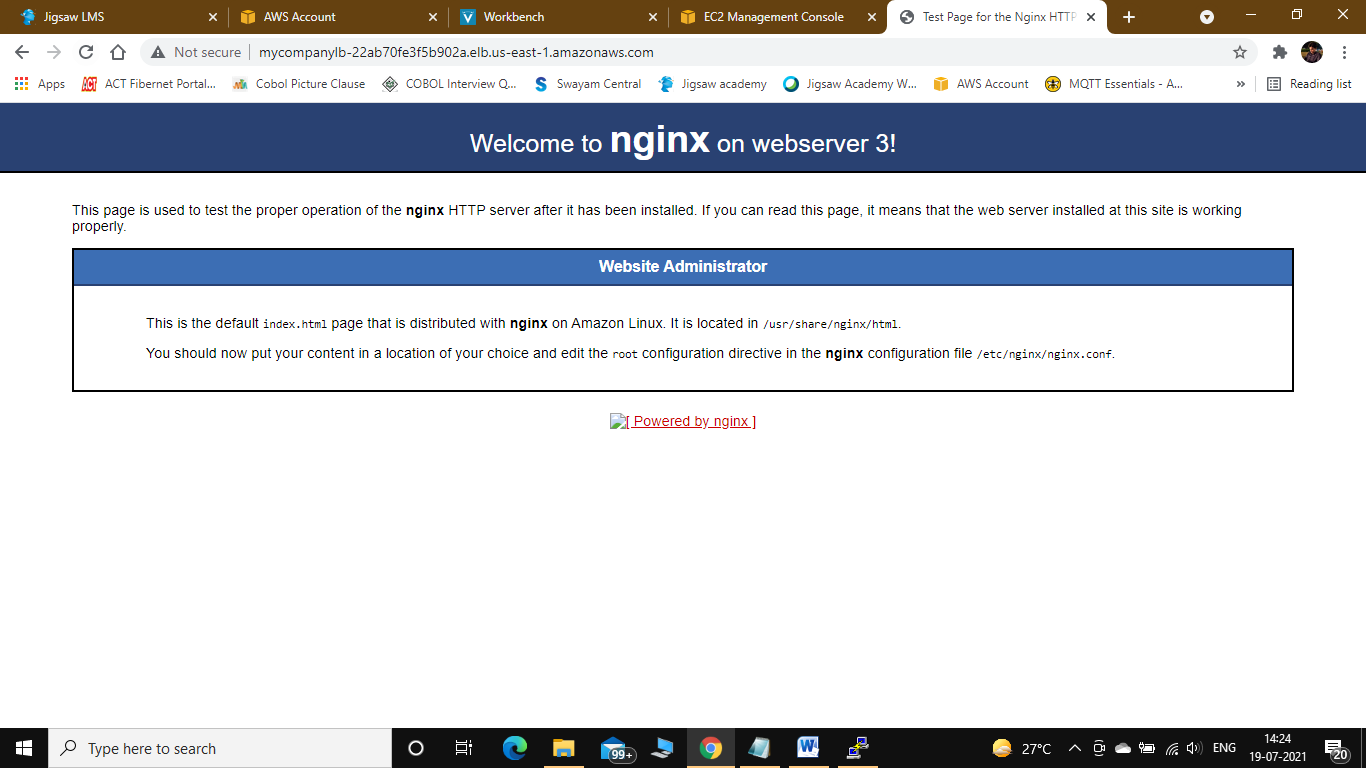 Jigsaw LMS
AWS Account
Workbench
EC2 Management Console
Test Page for the Nginx HTTP
Not secure
mycompanylb-22ab70fe3f5b902a.elb.us-east-1.amazonaws.com
Apps
ACT
ACT Fibernet Portal...
Cobol Picture Clause
COBOL Interview Q...
Swayam Central
Jigsaw academy
Jigsaw Academy W...
AWS Account
MQTT Essentials - A...
»
Reading list
Welcome to nginx on webserver 3!
This page is used to test the proper operation of the nginx HTTP server after it has been installed. If you can read this page, it means that the web server installed at this site is working
properly.
Website Administrator
This is the default index.html page that is distributed with nginx on Amazon Linux. It is located in /usr/share/nginx/html.
You should now put your content in a location of your choice and edit the root configuration directive in the nginx configuration file /etc/nginx/nginx.conf.
[ Powered by nginx ]
Type here to search
99+
27°C
ENG
14:24
19-07-2021
20